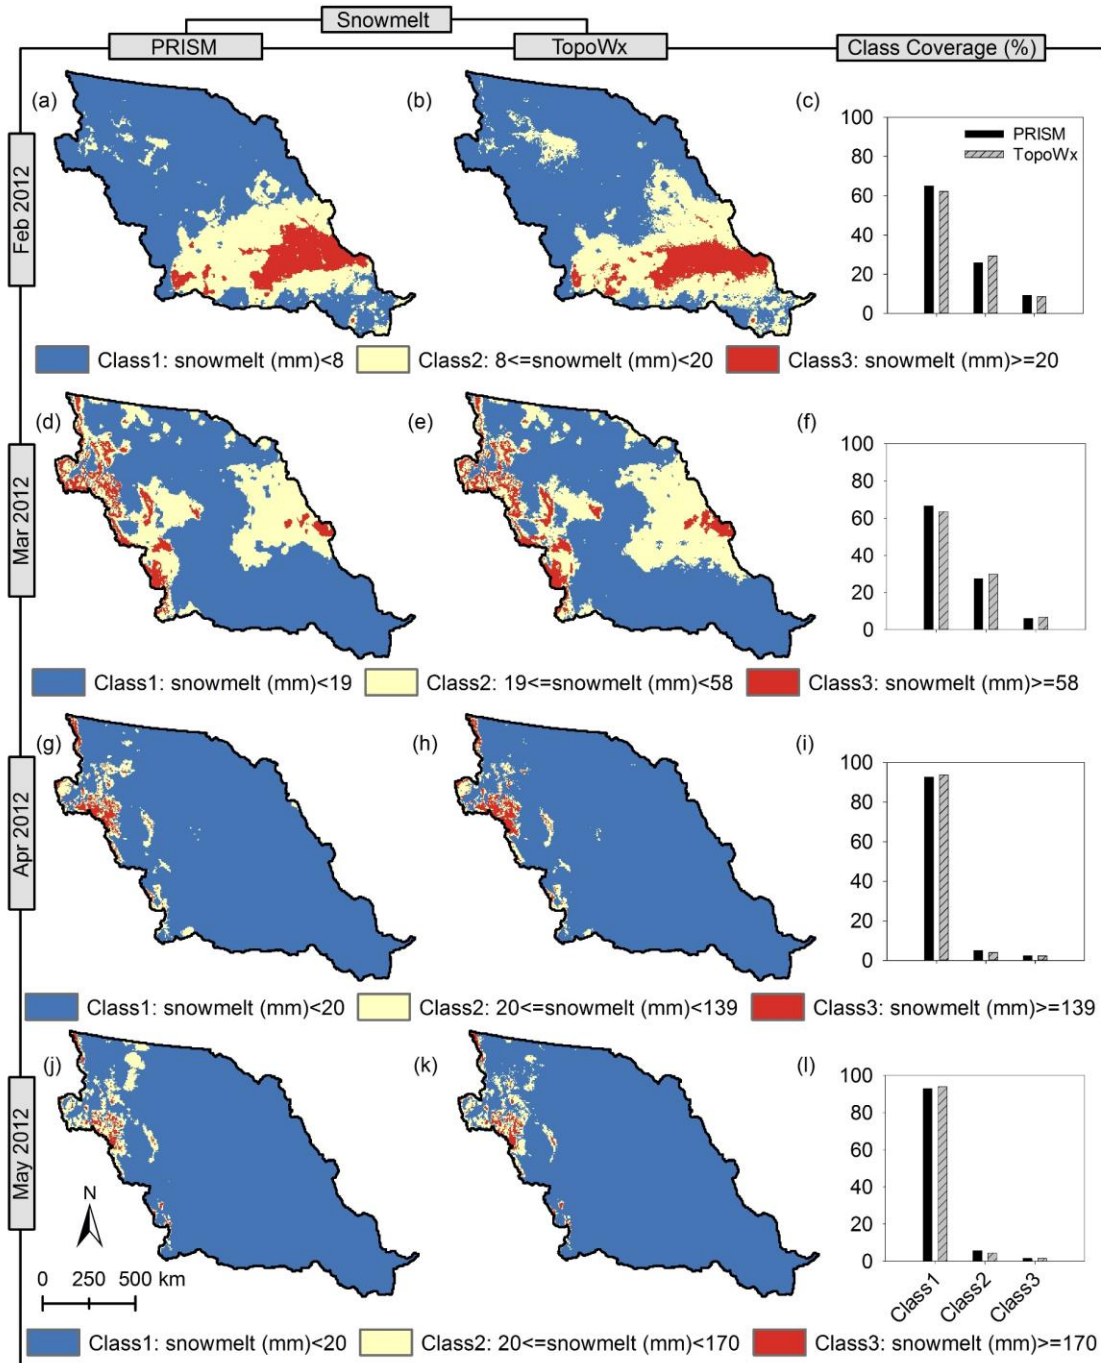 Snowmelt
PRISM
TopoWx
Class Coverage (%)
Feb 2012
(a)
(b)
(c)
100
80
60
40
20
0
PRISM
TopoWx
Class1: snowmelt (mm)<8
Class2: 8<=snowmelt (mm)<20
Class3: snowmelt (mm)>=20
Mar 2012
(d)
(e)
(f)
100
80
60
40
20
0
Class1: snowmelt (mm)<19
Class2: 19<=snowmelt (mm)<58
Class3: snowmelt (mm)>=58
Apr 2012
(g)
(h)
(i)
100
80
60
40
20
0
Class1: snowmelt (mm)<20
Class2: 20<=snowmelt (mm)<139
Class3: snowmelt (mm)>=139
May 2012
(j)
(k)
(l)
100
80
60
40
20
0
Class1
Class2
Class3
N
0 250 500 km
Class1: snowmelt (mm)<20
Class2: 20<=snowmelt (mm)<170
Class3: snowmelt (mm)>=170